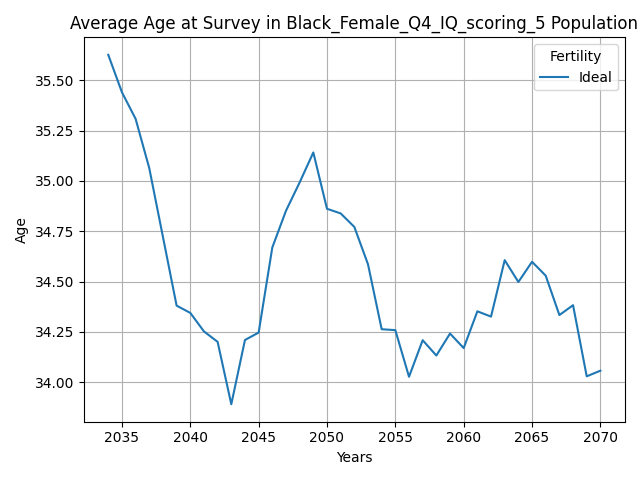 Average Age at Survey in Black_Female_Q4_IQ_scoring_5 Population
Fertility
Ideal
35.50
35.25
35.00
34.75
34.50
34.25
34.00
Age
2035 2040 2045 2050 2055 2060 2065 2070
Years